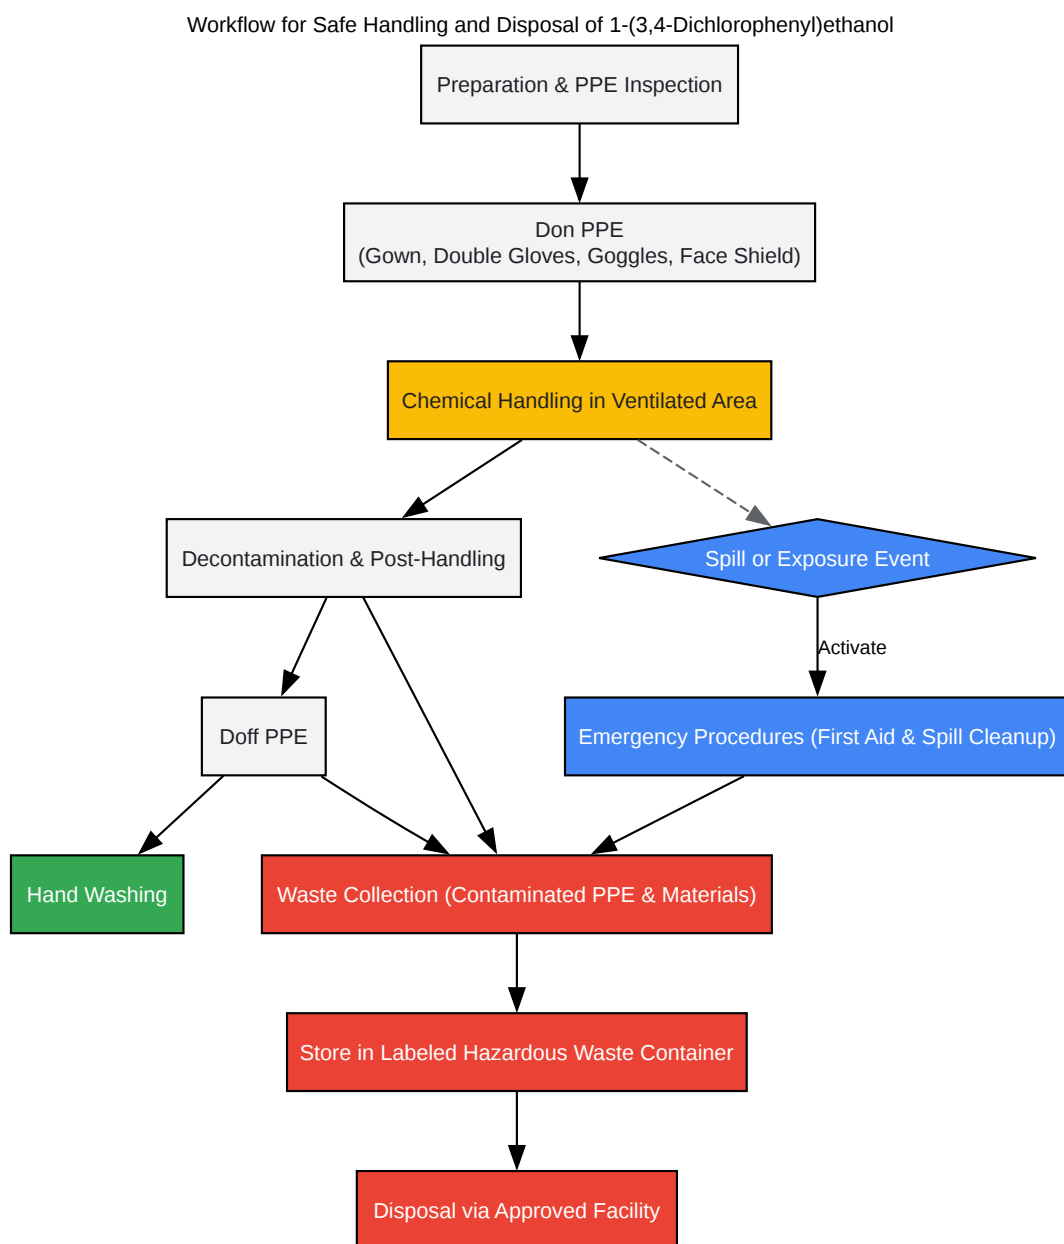 Workflow for Safe Handling and Disposal of 1-(3,4-Dichlorophenyl)ethanol
Preparation & PPE Inspection
Don PPE
(Gown, Double Gloves, Goggles, Face Shield)
Chemical Handling in Ventilated Area
Decontamination & Post-Handling
Spill or Exposure Event
Activate
Doff PPE
Emergency Procedures (First Aid & Spill Cleanup)
Hand Washing
Waste Collection (Contaminated PPE & Materials)
Store in Labeled Hazardous Waste Container
Disposal via Approved Facility